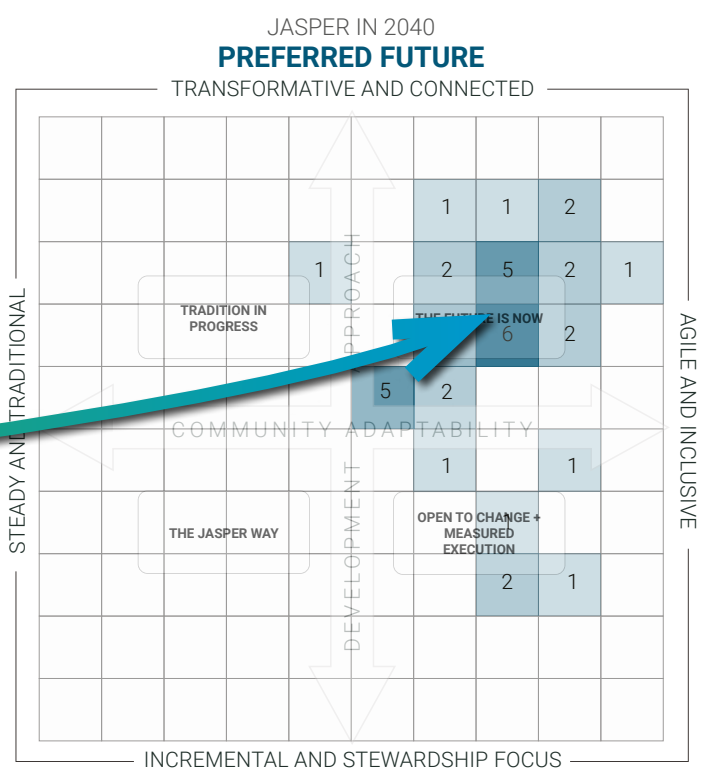 JASPER IN 2040
PREFERRED FUTURE
TRANSFORMATIVE AND CONNECTED
1 1 2
1 2 5 2 1
TRADITION IN
PROGRESS
THE FUTURE IS NOW
6 2
5 2
COMMUNITY ADAPTABILITY
DEVELOPMENT APPROACH
STEADY AND TRADITIONAL
AGILE AND INCLUSIVE
1 1
THE JASPER WAY
OPEN TO CHANGE +
MEASURED
EXECUTION
1
2 1
INCREMENTAL AND STEWARDSHIP FOCUS